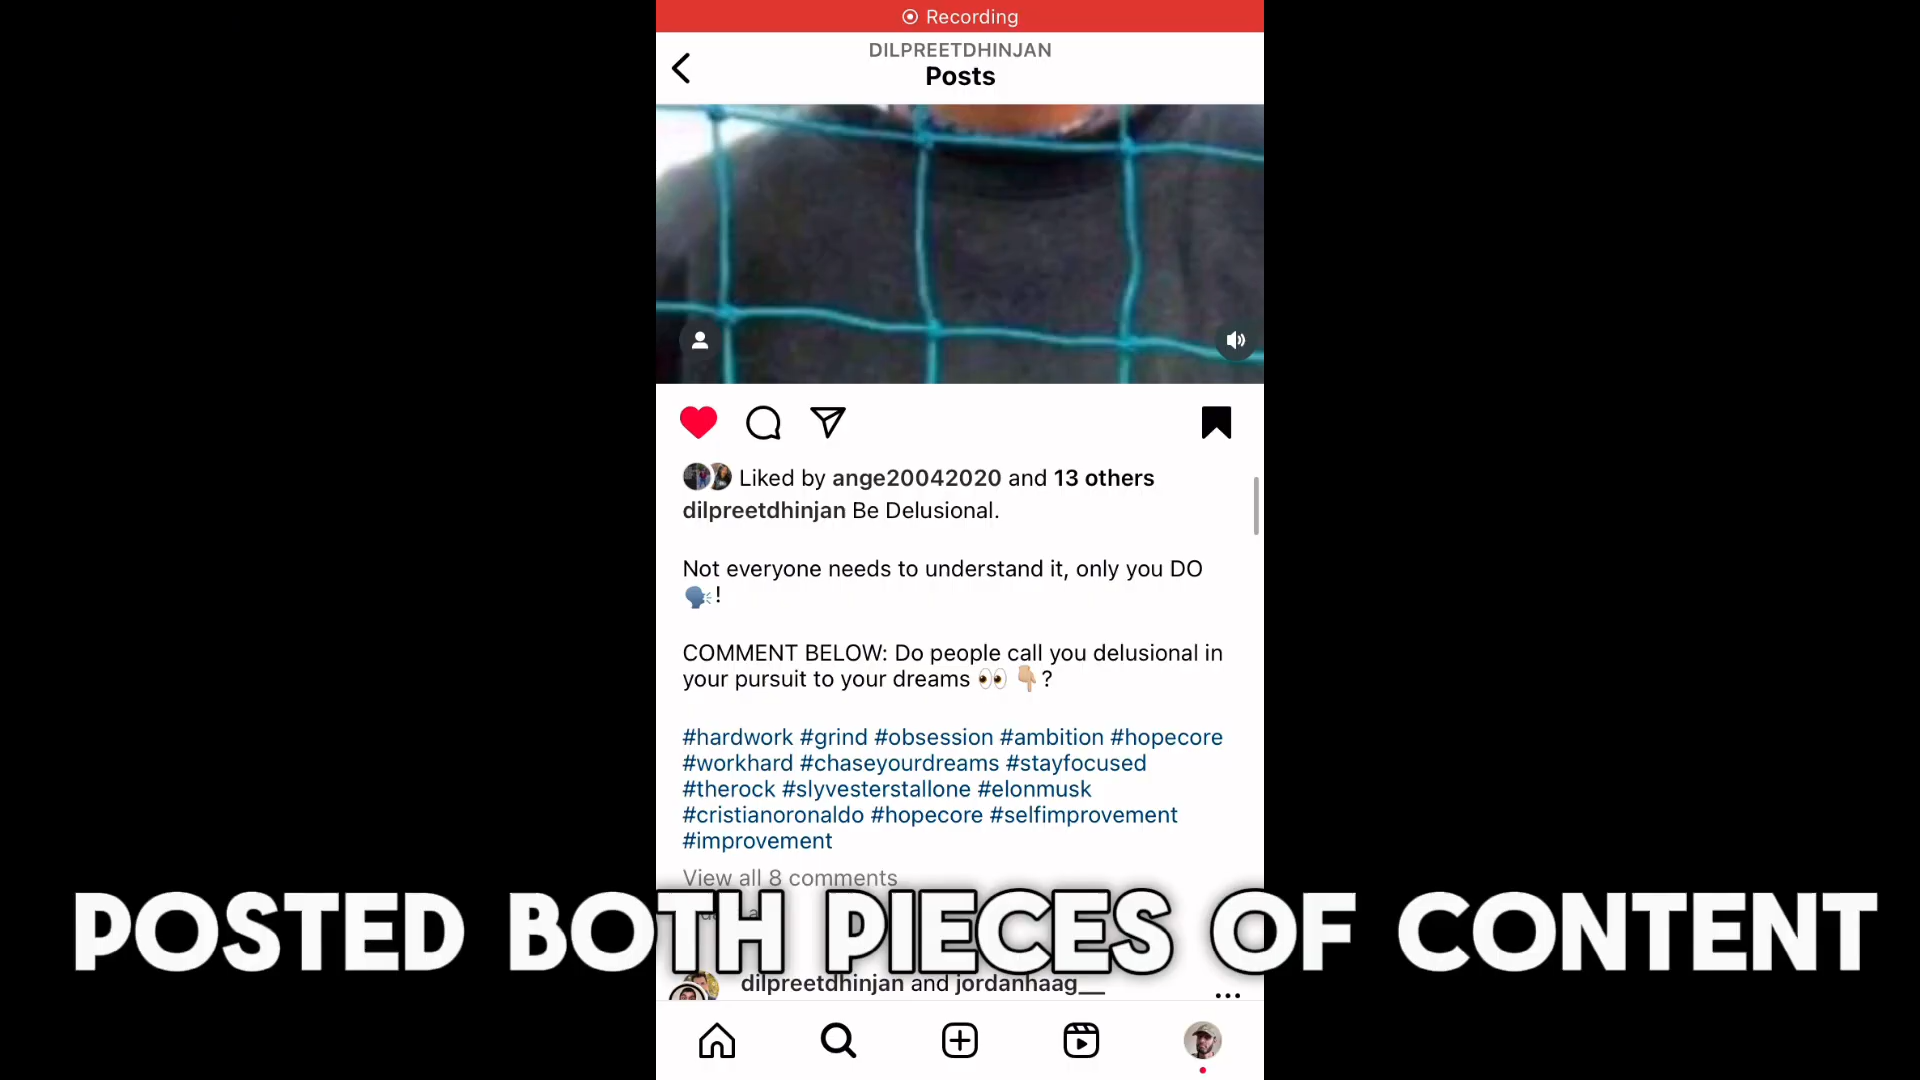 Recording
DILPREETDHINJAN
Posts
Liked by ange20042020 and 13 others
dilpreetdhinjan Be Delusional.
Not everyone needs to understand it, only you DO
🗣️!
COMMENT BELOW: Do people call you delusional in
your pursuit to your dreams 👀 👇🏼?
#hardwork #grind #obsession #ambition #hopecore
#workhard #chaseyourdreams #stayfocused
#therock #slyvesterstallone #elonmusk
#cristianoronaldo #hopecore #selfimprovement
#improvement
View all 8 comments
POSTED BOTH PIECES OF CONTENT
dilpreetdhinjan and jordanhaag__